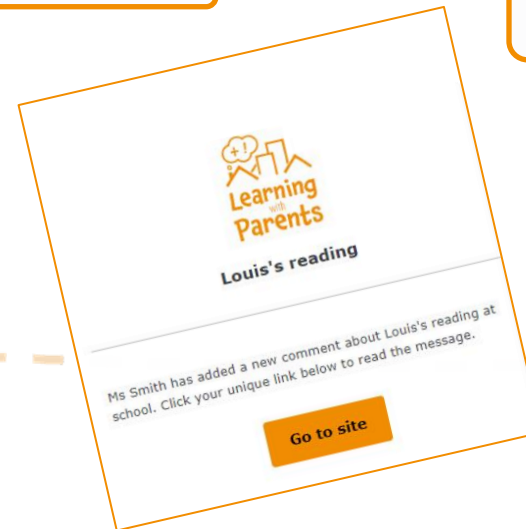 +!
Learning
with
Parents
Louis's reading
Ms Smith has added a new comment about Louis's reading at
school. Click your unique link below to read the message.
Go to site